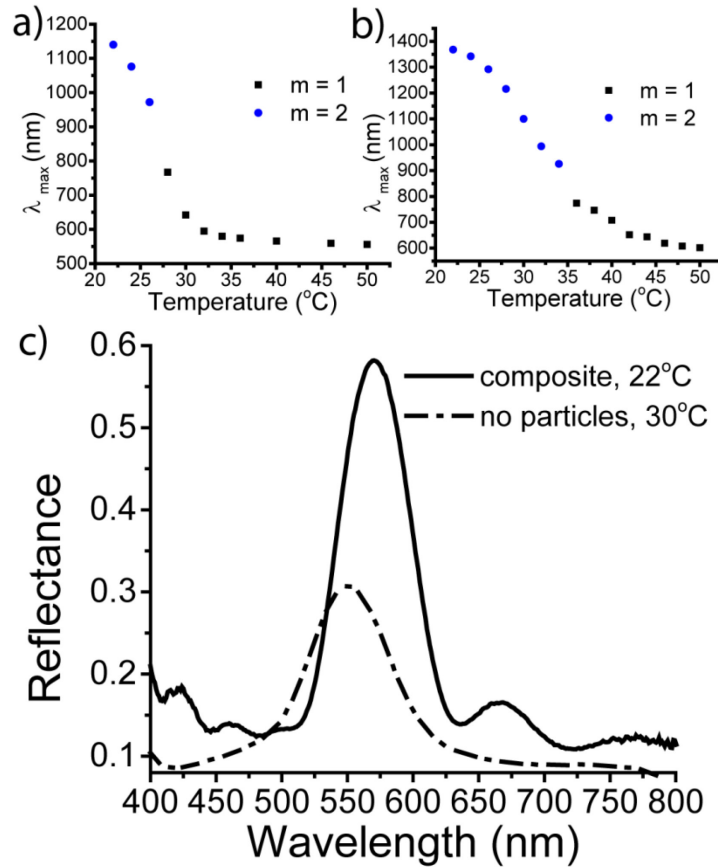 a)
1200
1100
1000
900
800
700
600
500
λ max (nm)
m = 1
m = 2
20 25 30 35 40 45 50
Temperature (°C)
b)
1400
1300
1200
1100
1000
900
800
700
600
λ max (nm)
m = 1
m = 2
20 25 30 35 40 45 50
Temperature (°C)
c)
0.6
0.5
0.4
0.3
0.2
0.1
Reflectance
composite, 22°C
no particles, 30°C
400 450 500 550 600 650 700 750 800
Wavelength (nm)